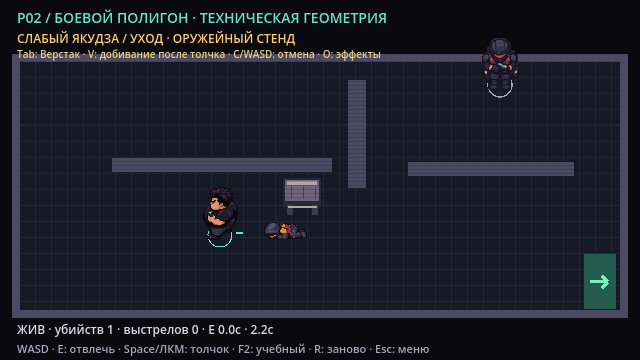 P02 / БОЕВОЙ ПОЛИГОН · ТЕХНИЧЕСКАЯ ГЕОМЕТРИЯ
СЛАБЫЙ ЯКУДЗА / УХОД · ОРУЖЕЙНЫЙ СТЕНД
Tab: Верстак · V: добивание после толчка · C/WASD: отмена · O: эффекты
ЖИВ · убийств 1 · выстрелов 0 · E 0.0с · 2.2с
WASD · E: отвлечь · Space/ЛКМ: толчок · F2: учебный · R: заново · Esc: меню